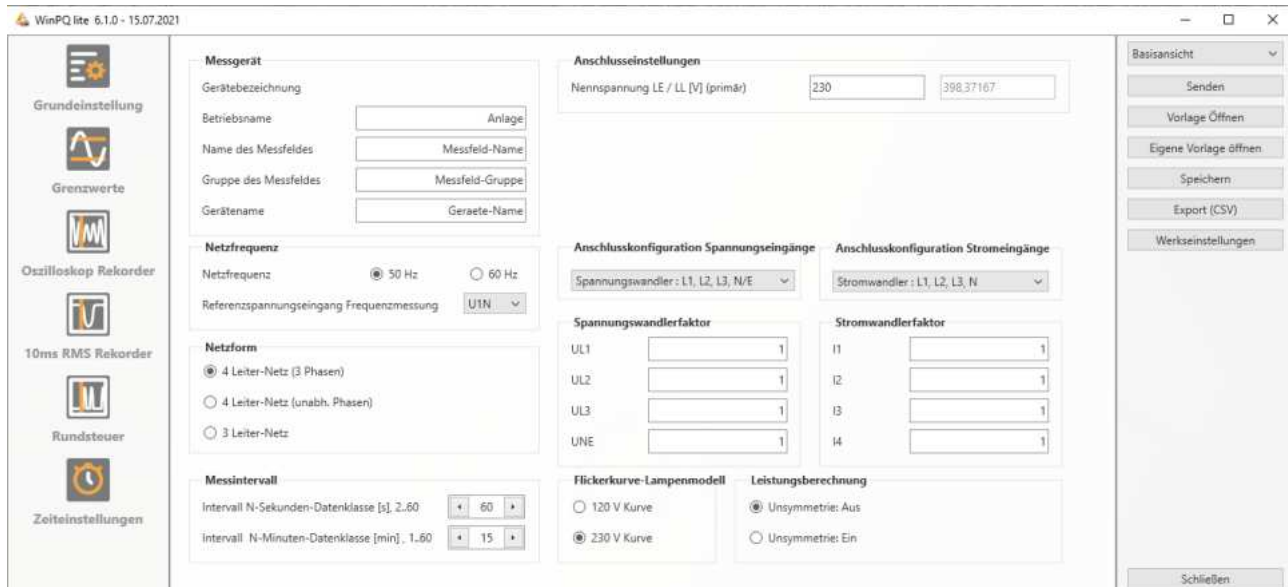 WinPQ lite 6.1.0 - 15.07.2021
Grundeinstellung
Grenzwerte
Oszilloskop Rekorder
10ms RMS Rekorder
Rundsteuer
Zeiteinstellungen
Messgerät
Gerätebezeichnung
Betriebsname Anlage
Name des Messfeldes Messfeld-Name
Gruppe des Messfeldes Messfeld-Gruppe
Gerätename Geraete-Name
Anschlusseinstellungen
Nennspannung LE / LL [V] (primär) 230 398,37167
Netzfrequenz
Netzfrequenz 50 Hz 60 Hz
Referenzspannungseingang Frequenzmessung U1N
Anschlusskonfiguration Spannungseingänge
Spannungswandler : L1, L2, L3, N/E
Anschlusskonfiguration Stromeingänge
Stromwandler : L1, L2, L3, N
Netzform
4 Leiter-Netz (3 Phasen)
4 Leiter-Netz (unabh. Phasen)
3 Leiter-Netz
Spannungswandlerfaktor
UL1 1
UL2 1
UL3 1
UNE 1
Stromwandlerfaktor
I1 1
I2 1
I3 1
I4 1
Messintervall
Intervall N-Sekunden-Datenklasse [s], 2..60 60
Intervall N-Minuten-Datenklasse [min] , 1..60 15
Flickerkurve-Lampenmodell
120 V Kurve
230 V Kurve
Leistungsberechnung
Unsymmetrie: Aus
Unsymmetrie: Ein
Basisansicht
Senden
Vorlage Öffnen
Eigene Vorlage öffnen
Speichern
Export (CSV)
Werkseinstellungen
Schließen